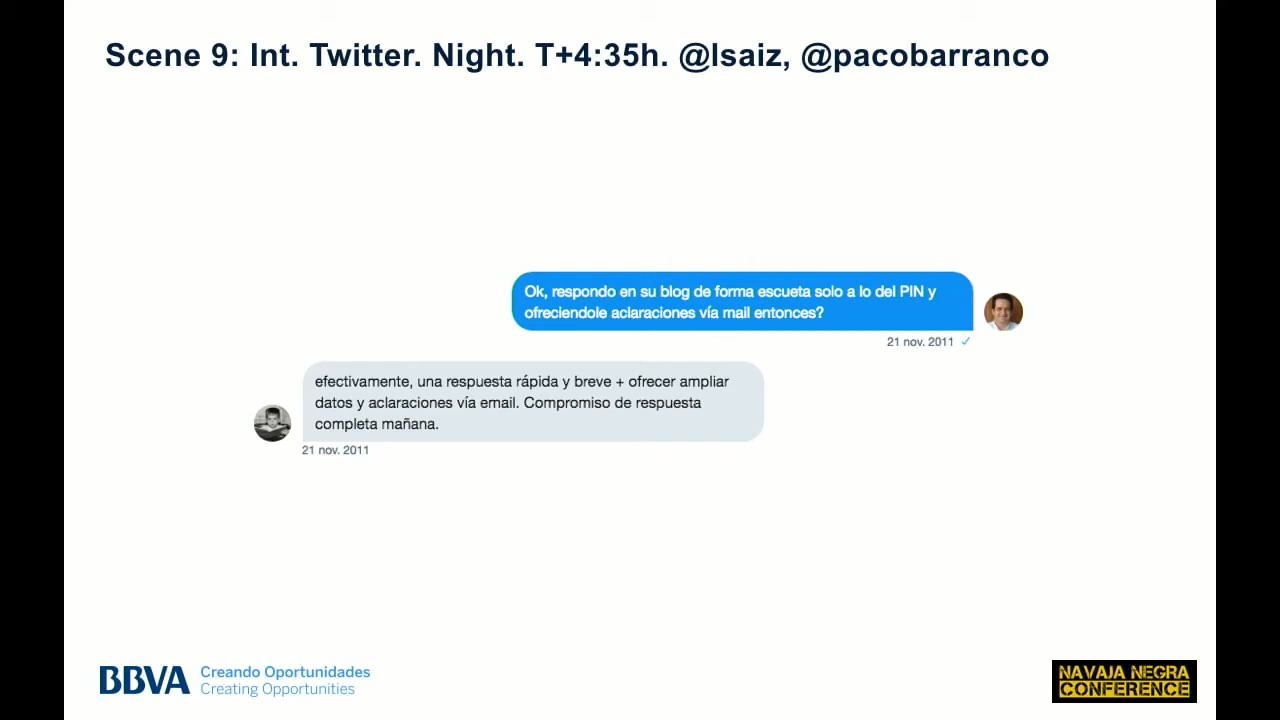 Scene 9: Int. Twitter. Night. T+4:35h. @lsaiz, @pacobarranco
Ok, respondo en su blog de forma escueta solo a lo del PIN y
ofreciendole aclaraciones vía mail entonces?
21 nov. 2011 ✓
efectivamente, una respuesta rápida y breve + ofrecer ampliar
datos y aclaraciones vía email. Compromiso de respuesta
completa mañana.
21 nov. 2011
BBVA
Creando Oportunidades
Creating Opportunities
NAVAJA NEGRA
CONFERENCE